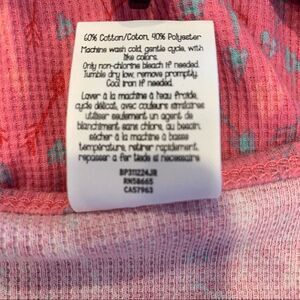 60% Cotton/Coton, 40% Polyester
Machine wash cold, gentle cycle, with
like colors.
Only non-chlorine bleach if needed.
Tumble dry low, remove promptly.
Cool iron if needed.
Laver à la machine à l'eau froide,
cycle délicat, avec couleurs similaires
utiliser seulement un agent de
blanchiment sans chlore, au besoin,
sécher à la machine à basse
température, retirer rapidement,
repasser à fer tiède si necessaire
BP311224JR
RN58665
CA57963